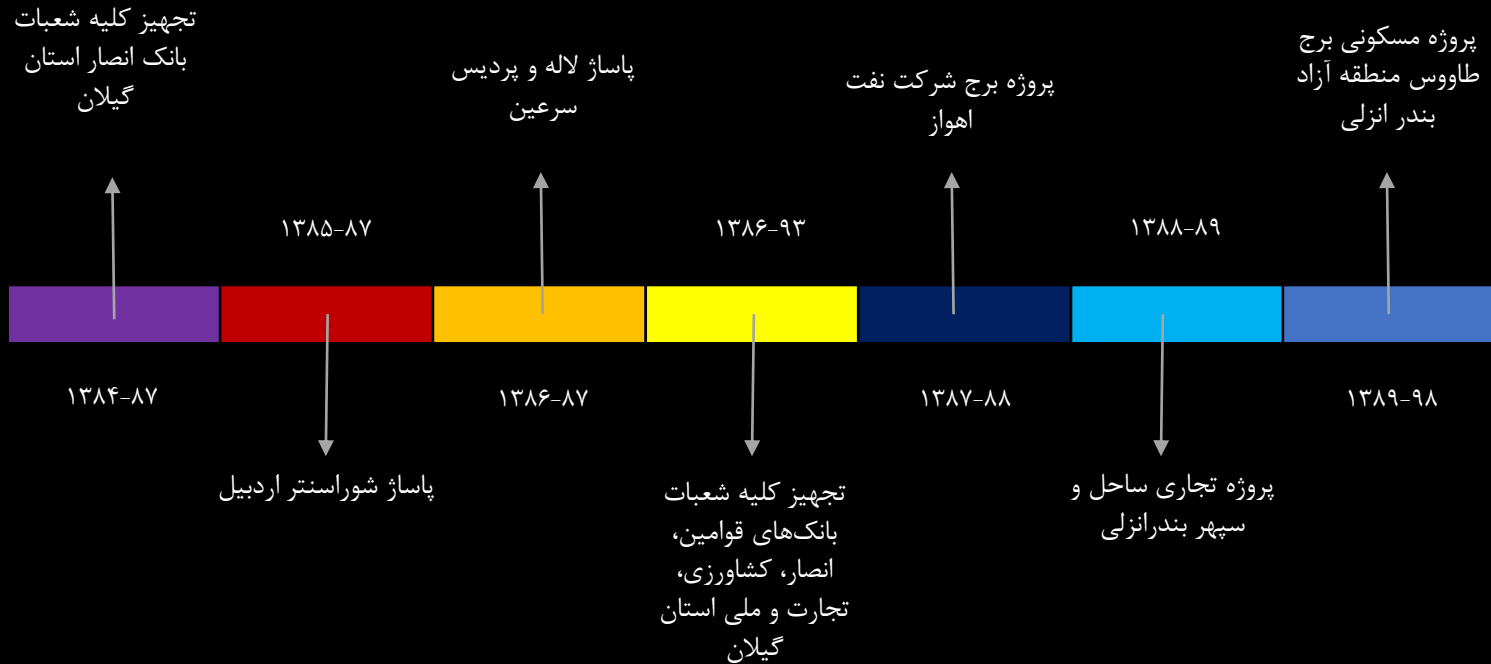 تجهیز کلیه شعبات
بانک انصار استان
گیلان
۱۳۸۴-۸۷
۱۳۸۵-۸۷
پاساژ شوراسنتر اردبیل
پاساژ لاله و پردیس
سرعین
۱۳۸۶-۸۷
۱۳۸۶-۹۳
تجهیز کلیه شعبات
بانک‌های قوامین،
انصار، کشاورزی،
تجارت و ملی استان
گیلان
پروژه برج شرکت نفت
اهواز
۱۳۸۷-۸۸
۱۳۸۸-۸۹
پروژه تجاری ساحل و
سپهر بندرانزلی
پروژه مسکونی برج
طاووس منطقه آزاد
بندر انزلی
۱۳۸۹-۹۸